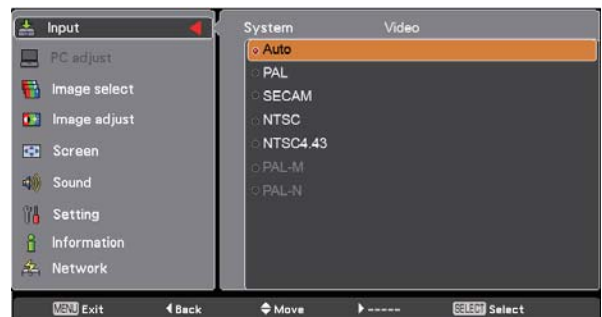 Input
PC adjust
Image select
Image adjust
Screen
Sound
Setting
Information
Network
System Video
Auto
PAL
SECAM
NTSC
NTSC4.43
PAL-M
PAL-N
MENU Exit Back Move ----- SELECT Select